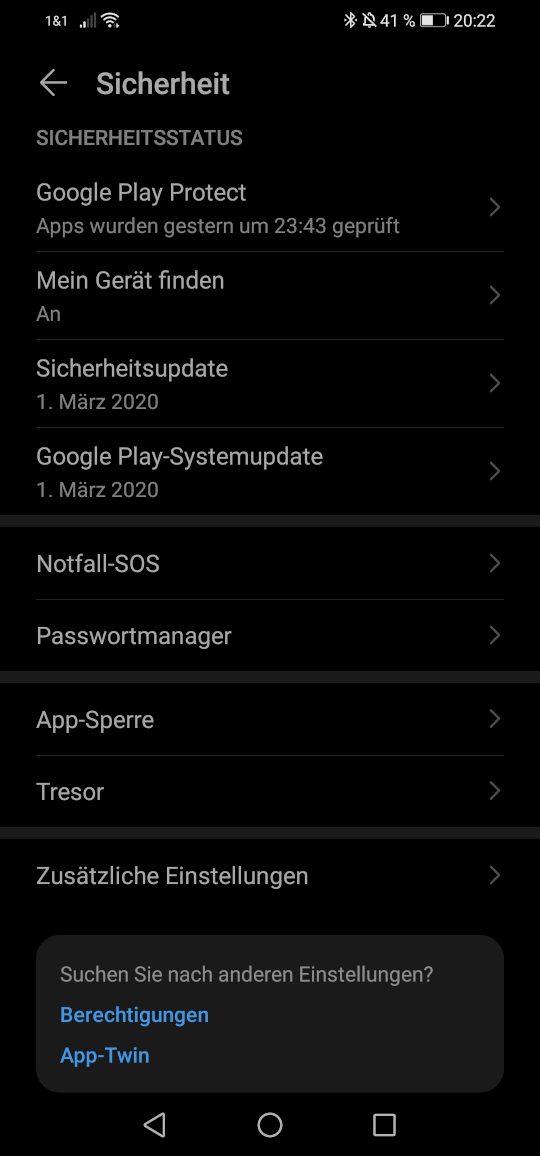 1&1 41 % 20:22
Sicherheit
SICHERHEITSSTATUS
Google Play Protect
Apps wurden gestern um 23:43 geprüft
Mein Gerät finden
An
Sicherheitsupdate
1. März 2020
Google Play-Systemupdate
1. März 2020
Notfall-SOS
Passwortmanager
App-Sperre
Tresor
Zusätzliche Einstellungen
Suchen Sie nach anderen Einstellungen?
Berechtigungen
App-Twin